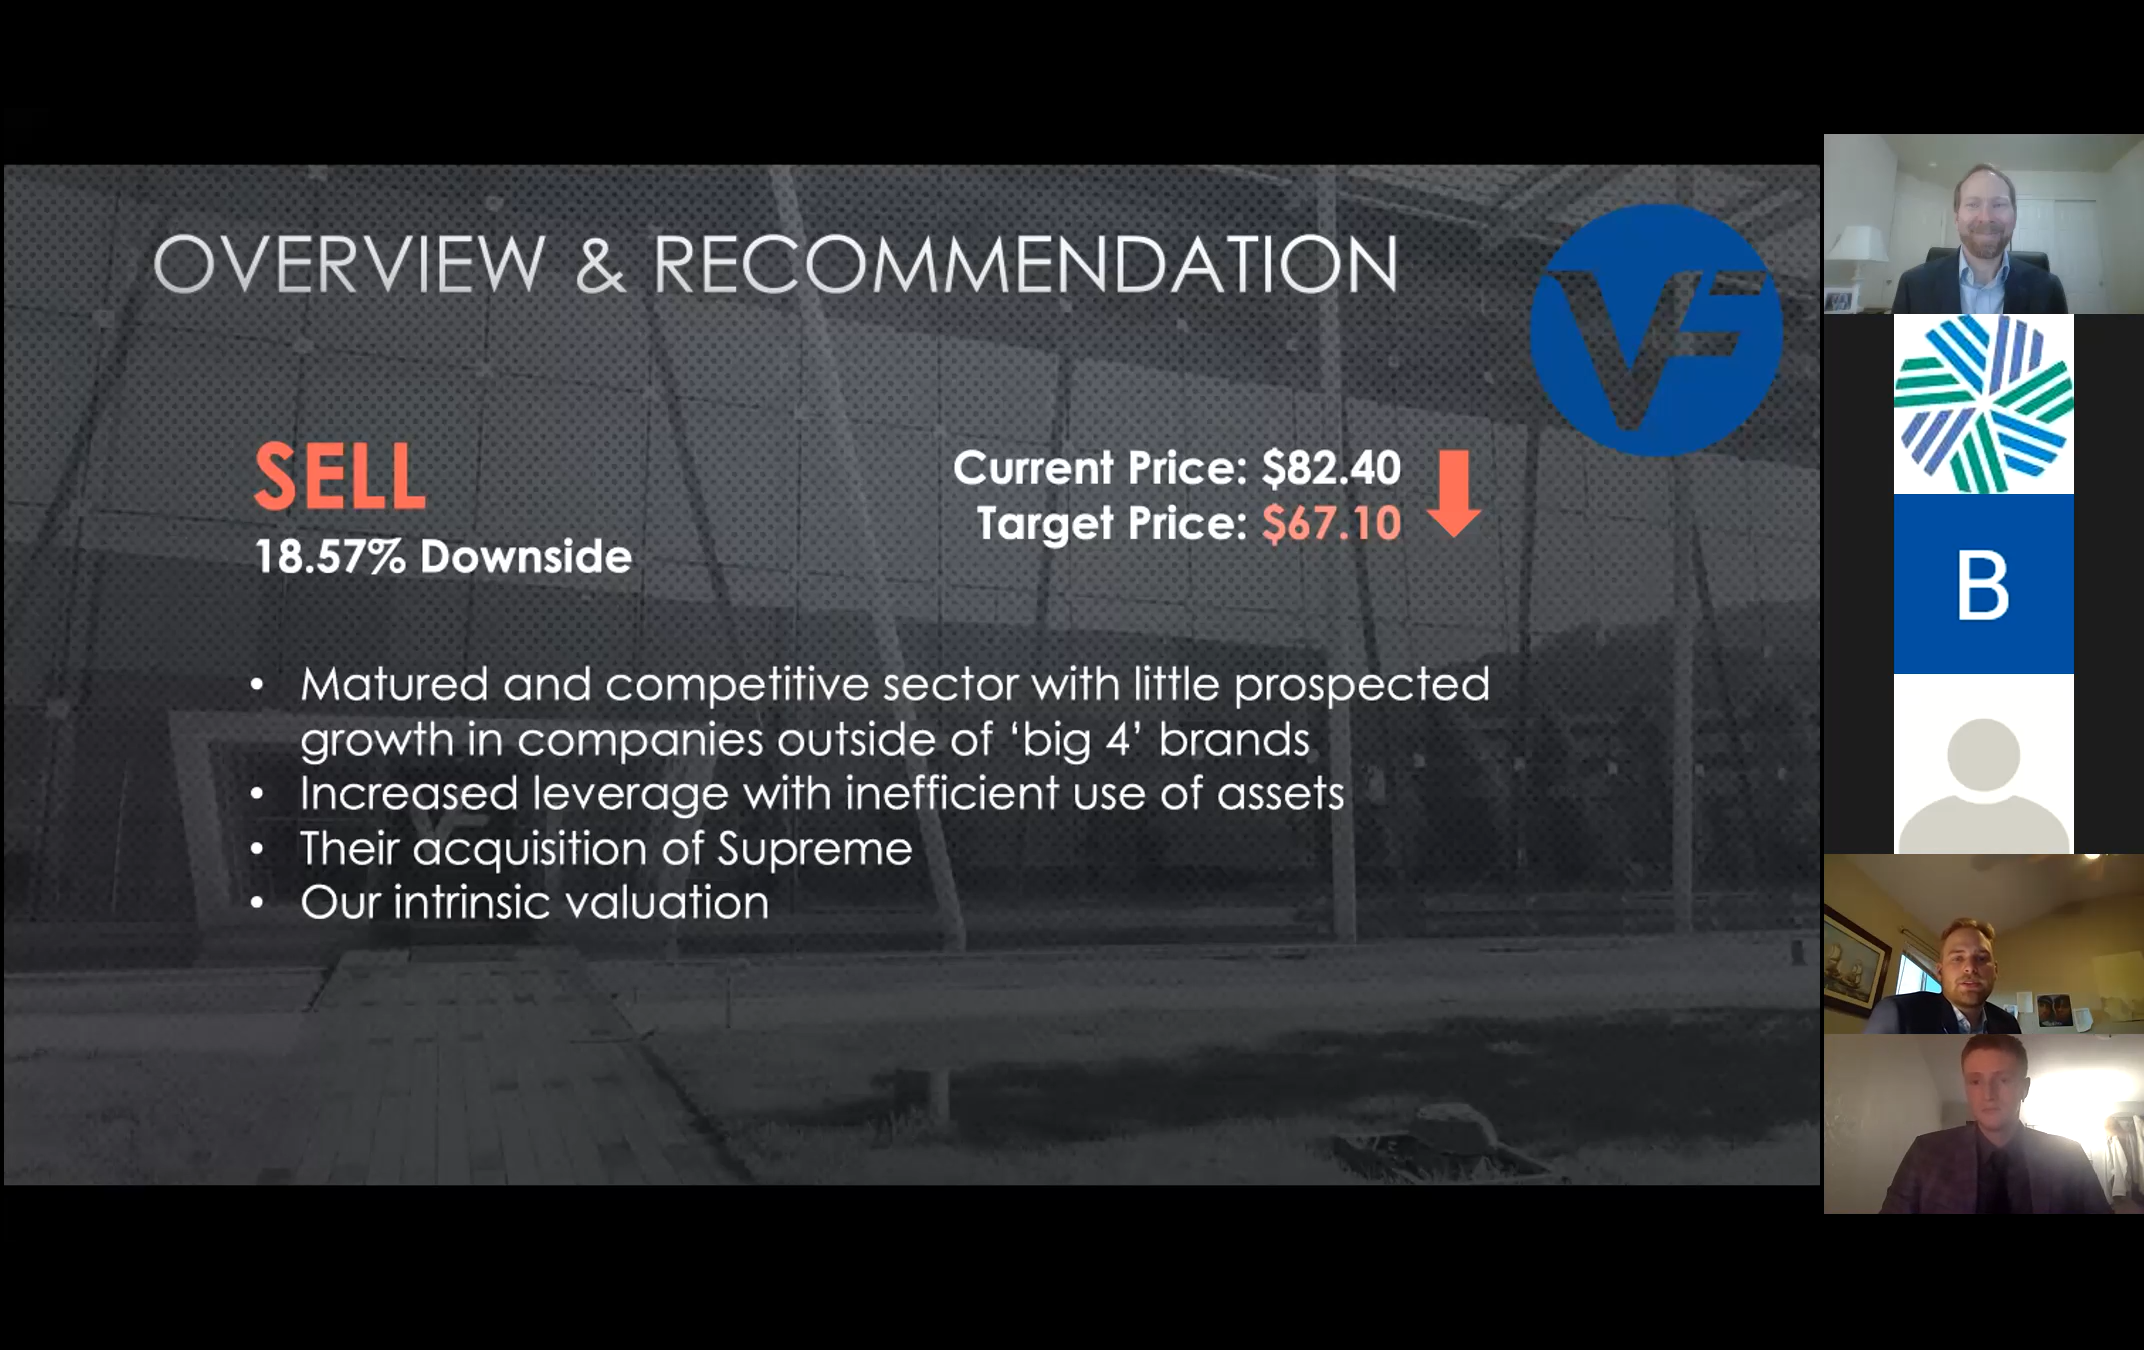 OVERVIEW & RECOMMENDATION
VF
SELL
18.57% Downside
Current Price: $82.40
Target Price: $67.10
• Matured and competitive sector with little prospected
growth in companies outside of ‘big 4’ brands
• Increased leverage with inefficient use of assets
• Their acquisition of Supreme
• Our intrinsic valuation
B